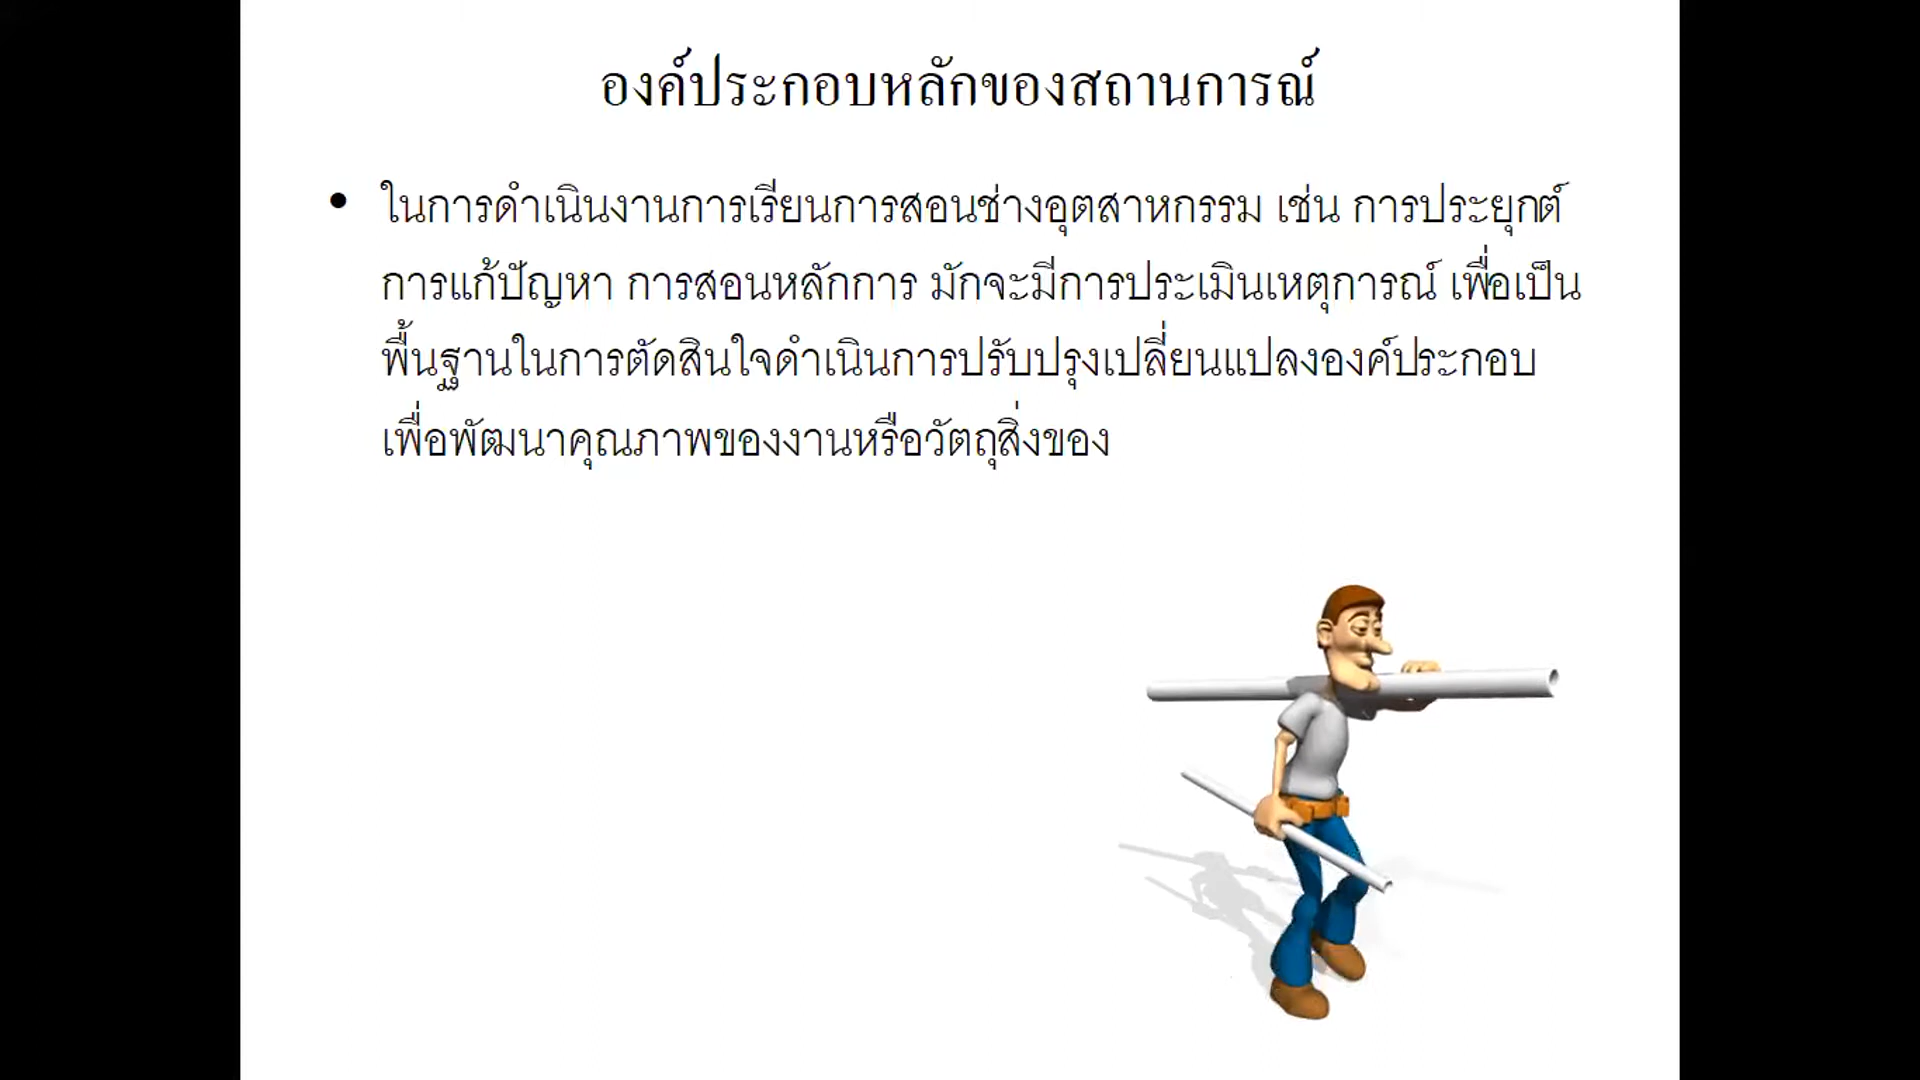 องค์ประกอบหลักของสถานการณ์
• ในการดำเนินงานการเรียนการสอนช่างอุตสาหกรรม เช่น การประยุกต์
การแก้ปัญหา การสอนหลักการ มักจะมีการประเมินเหตุการณ์ เพื่อเป็น
พื้นฐานในการตัดสินใจดำเนินการปรับปรุงเปลี่ยนแปลงองค์ประกอบ
เพื่อพัฒนาคุณภาพของงานหรือวัตถุสิ่งของ